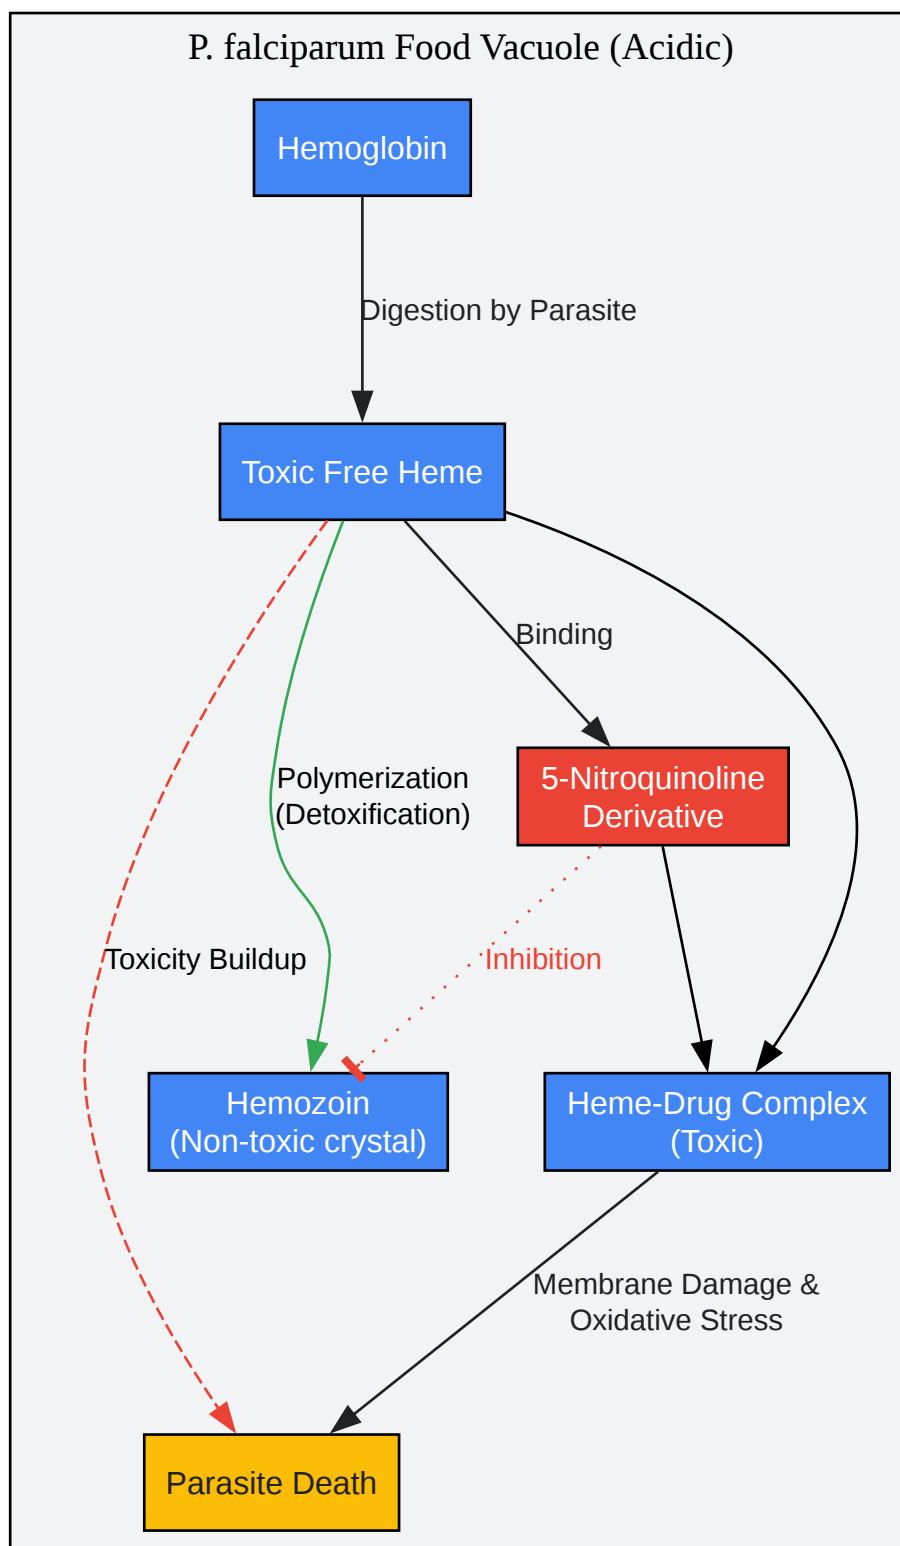 P. falciparum Food Vacuole (Acidic)
Hemoglobin
Digestion by Parasite
Toxic Free Heme
Binding
5-Nitroquinoline
Derivative
Polymerization
(Detoxification)
Toxicity Buildup
Inhibition
Hemozoin
(Non-toxic crystal)
Heme-Drug Complex
(Toxic)
Membrane Damage &
Oxidative Stress
Parasite Death